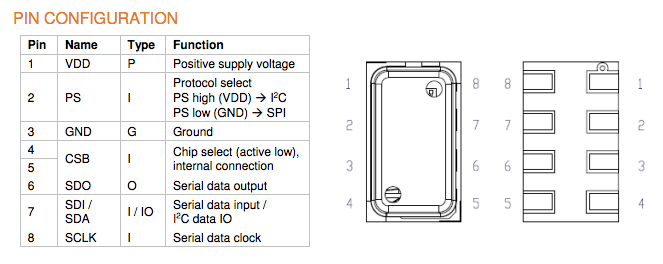 PIN CONFIGURATION
Pin Name Type Function
1 VDD P Positive supply voltage
2 PS I Protocol select
PS high (VDD) → I²C
PS low (GND) → SPI
3 GND G Ground
4
5 CSB I Chip select (active low),
internal connection
6 SDO O Serial data output
7 SDI /
SDA I / IO Serial data input /
I²C data IO
8 SCLK I Serial data clock
1 8 8 1
2 7 7 2
3 6 6 3
4 5 5 4